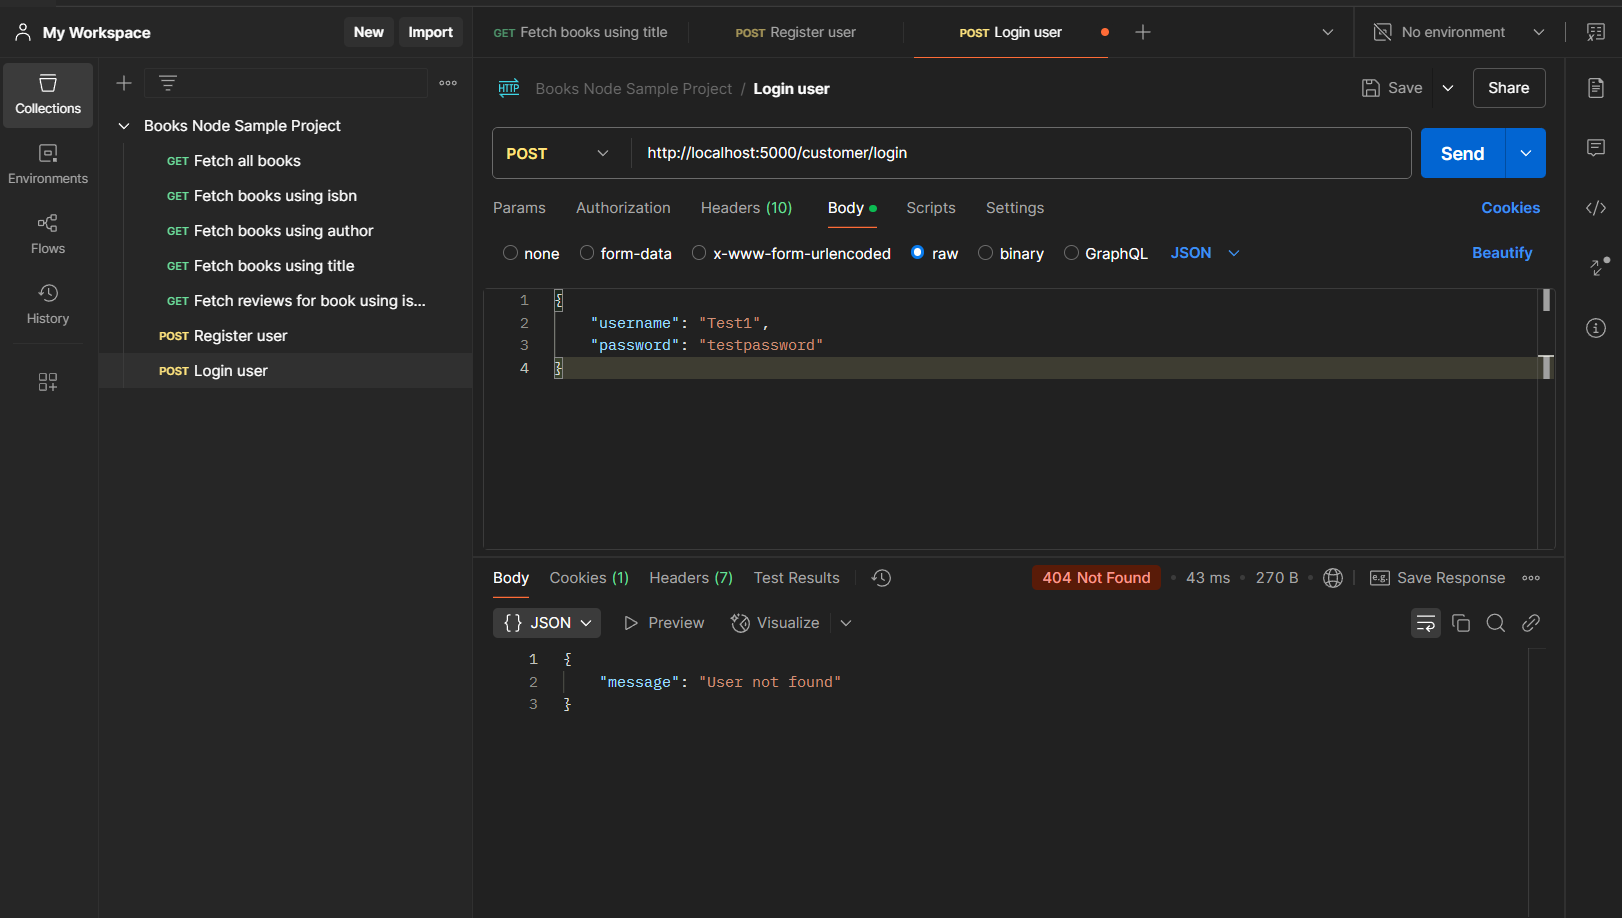 My Workspace
New
Import
GET Fetch books using title
POST Register user
POST Login user
No environment
Collections
Environments
Flows
History
Books Node Sample Project
GET Fetch all books
GET Fetch books using isbn
GET Fetch books using author
GET Fetch books using title
GET Fetch reviews for book using is...
POST Register user
POST Login user
HTTP Books Node Sample Project / Login user
Save
Share
POST http://localhost:5000/customer/login
Send
Params Authorization Headers (10) Body Scripts Settings
Cookies
none form-data x-www-form-urlencoded raw binary GraphQL JSON
Beautify
1 {
2 "username": "Test1",
3 "password": "testpassword"
4 }
Body Cookies (1) Headers (7) Test Results
404 Not Found • 43 ms • 270 B •
e.g. Save Response
{} JSON Preview Visualize
1 {
2 "message": "User not found"
3 }